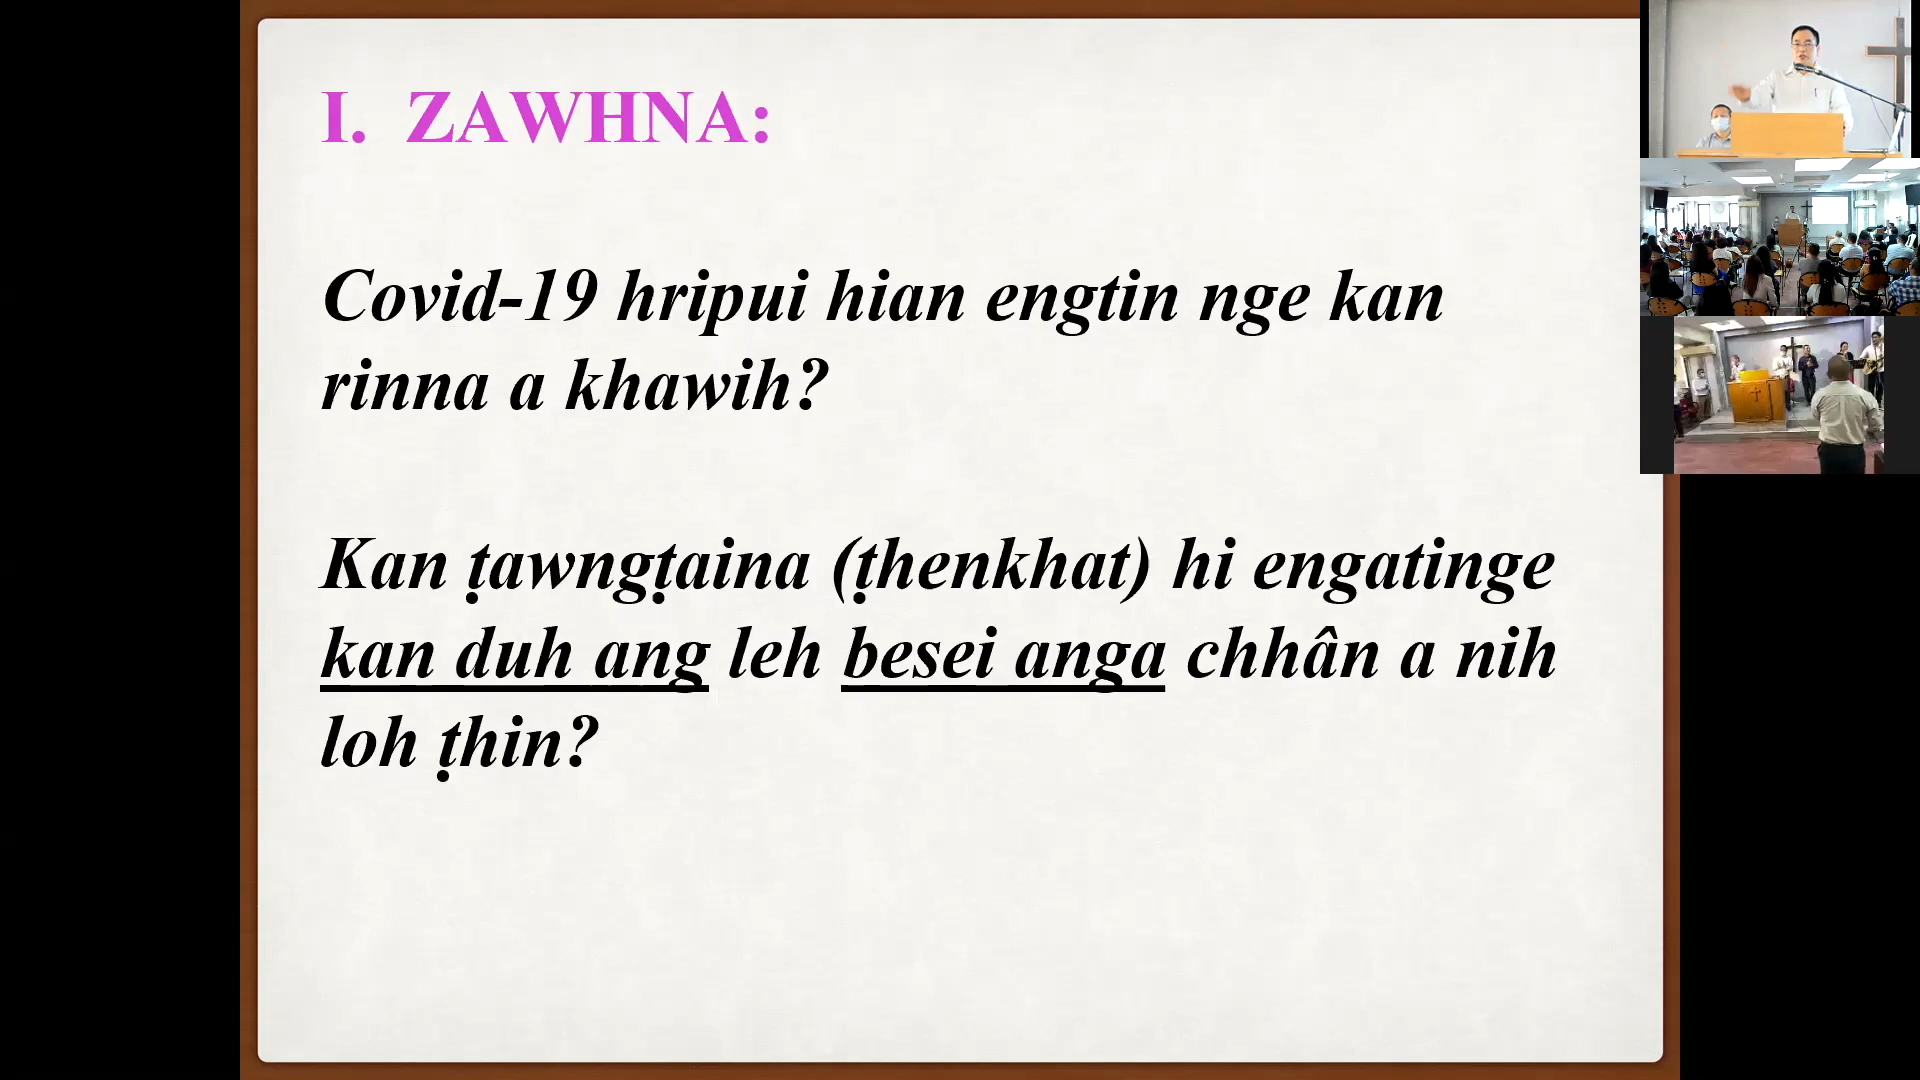 I. ZAWHNA:
Covid-19 hripui hian engtin nge kan
rinna a khawih?
Kan ṭawngṭaina (ṭhenkhat) hi engatinge
kan duh ang leh besei anga chhân a nih
loh ṭhin?